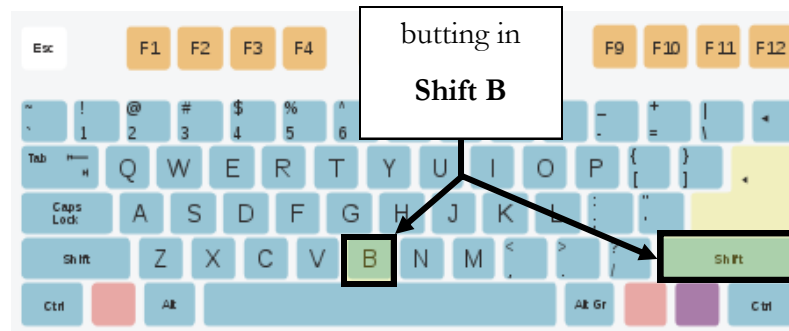 butting in
Shift B
Esc F1 F2 F3 F4 F9 F10 F11 F12
~ ! @ # $ % ^ _ + |
` 1 2 3 4 5 6 - = \
Tab Q W E R T Y U I O P { }
[ ]
Caps Lock A S D F G H J K L : "
; '
Shift Z X C V B N M < > ? Shift
, . /
Ctrl Alt Alt Gr Ctrl